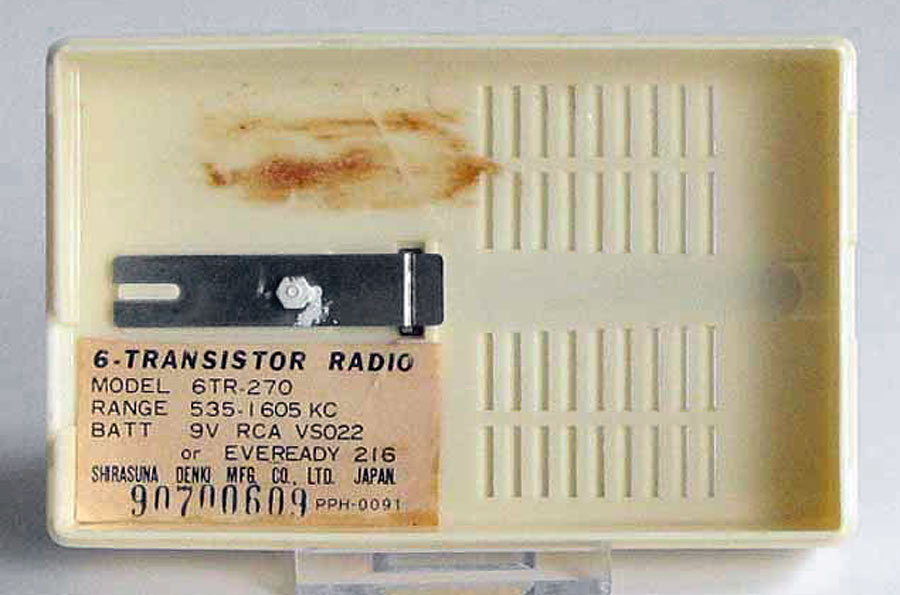 6-TRANSISTOR RADIO
MODEL 6TR-270
RANGE 535-1605 KC
BATT 9V RCA VS022
or EVEREADY 216
SHIRASUNA DENKI MFG. CO., LTD. JAPAN.
90700609 PPH-0091